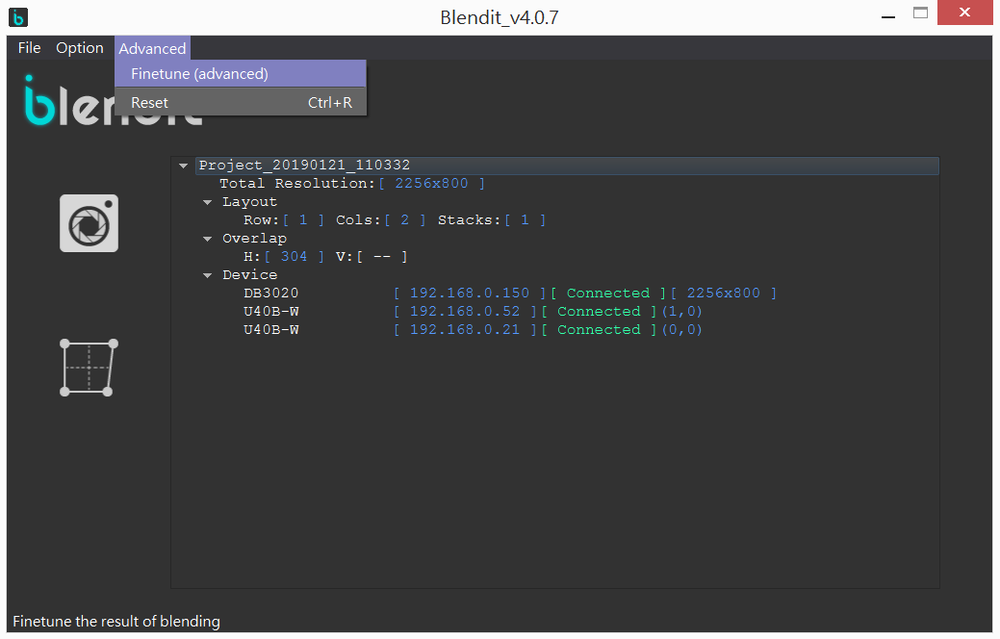 Blendit_v4.0.7
File Option Advanced
Finetune (advanced)
Reset Ctrl+R
Project_20190121_110332
Total Resolution:[ 2256x800 ]
Layout
Row:[ 1 ] Cols:[ 2 ] Stacks:[ 1 ]
Overlap
H:[ 304 ] V:[ -- ]
Device
DB3020 [ 192.168.0.150 ][ Connected ][ 2256x800 ]
U40B-W [ 192.168.0.52 ][ Connected ](1,0)
U40B-W [ 192.168.0.21 ][ Connected ](0,0)
Finetune the result of blending